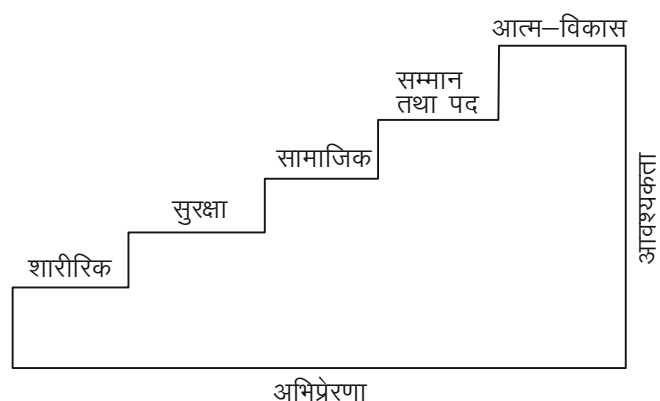 आत्म–विकास
सम्मान
तथा पद
सामाजिक
सुरक्षा
शारीरिक
आवश्यकता
अभिप्रेरणा